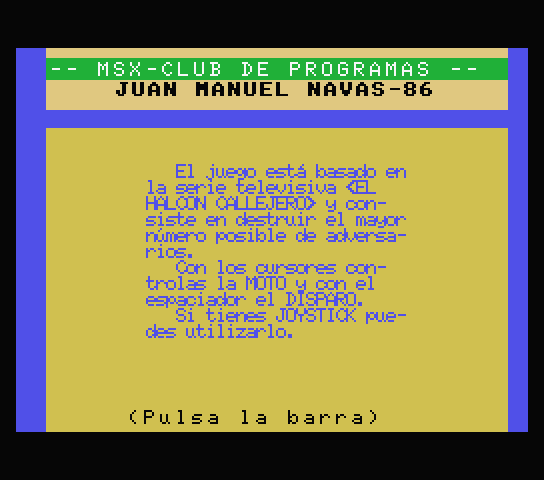 -- MSX-CLUB DE PROGRAMAS --
JUAN MANUEL NAVAS-86
El juego está basado en
la serie televisiva <EL
HALCON CALLEJERO> y con-
siste en destruir el mayor
número posible de adversa-
rios.
Con los cursores con-
trolas la MOTO y con el
espaciador el DISPARO.
Si tienes JOYSTICK pue-
des utilizarlo.
(Pulsa la barra)